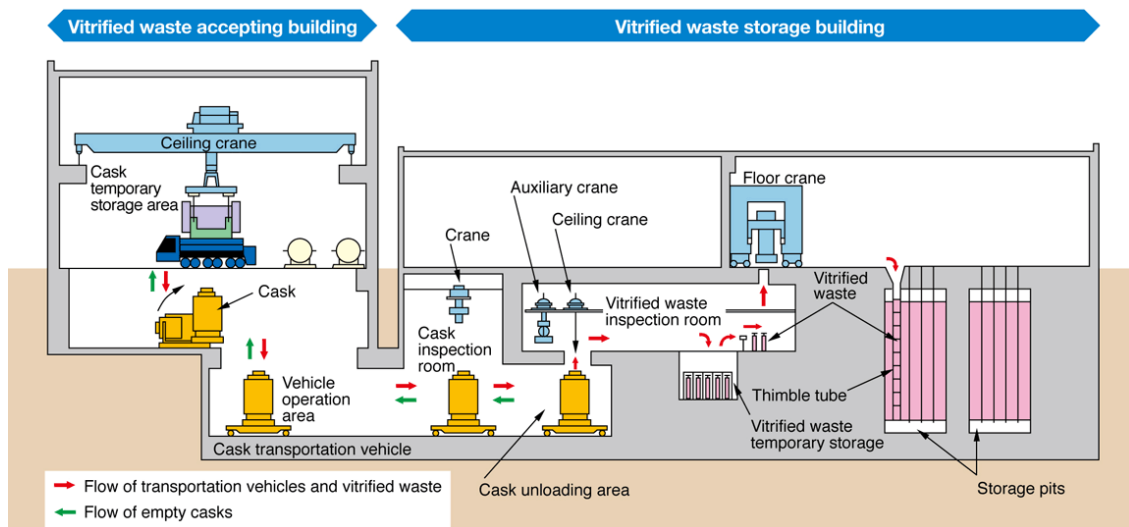 Vitrified waste accepting building
Vitrified waste storage building
Ceiling crane
Cask
temporary
storage area
Cask
Vehicle
operation
area
Cask transportation vehicle
Crane
Cask
inspection
room
Auxiliary crane
Ceiling crane
Vitrified waste
inspection room
Floor crane
Vitrified
waste
Thimble tube
Vitrified waste
temporary storage
Cask unloading area
Storage pits
Flow of transportation vehicles and vitrified waste
Flow of empty casks